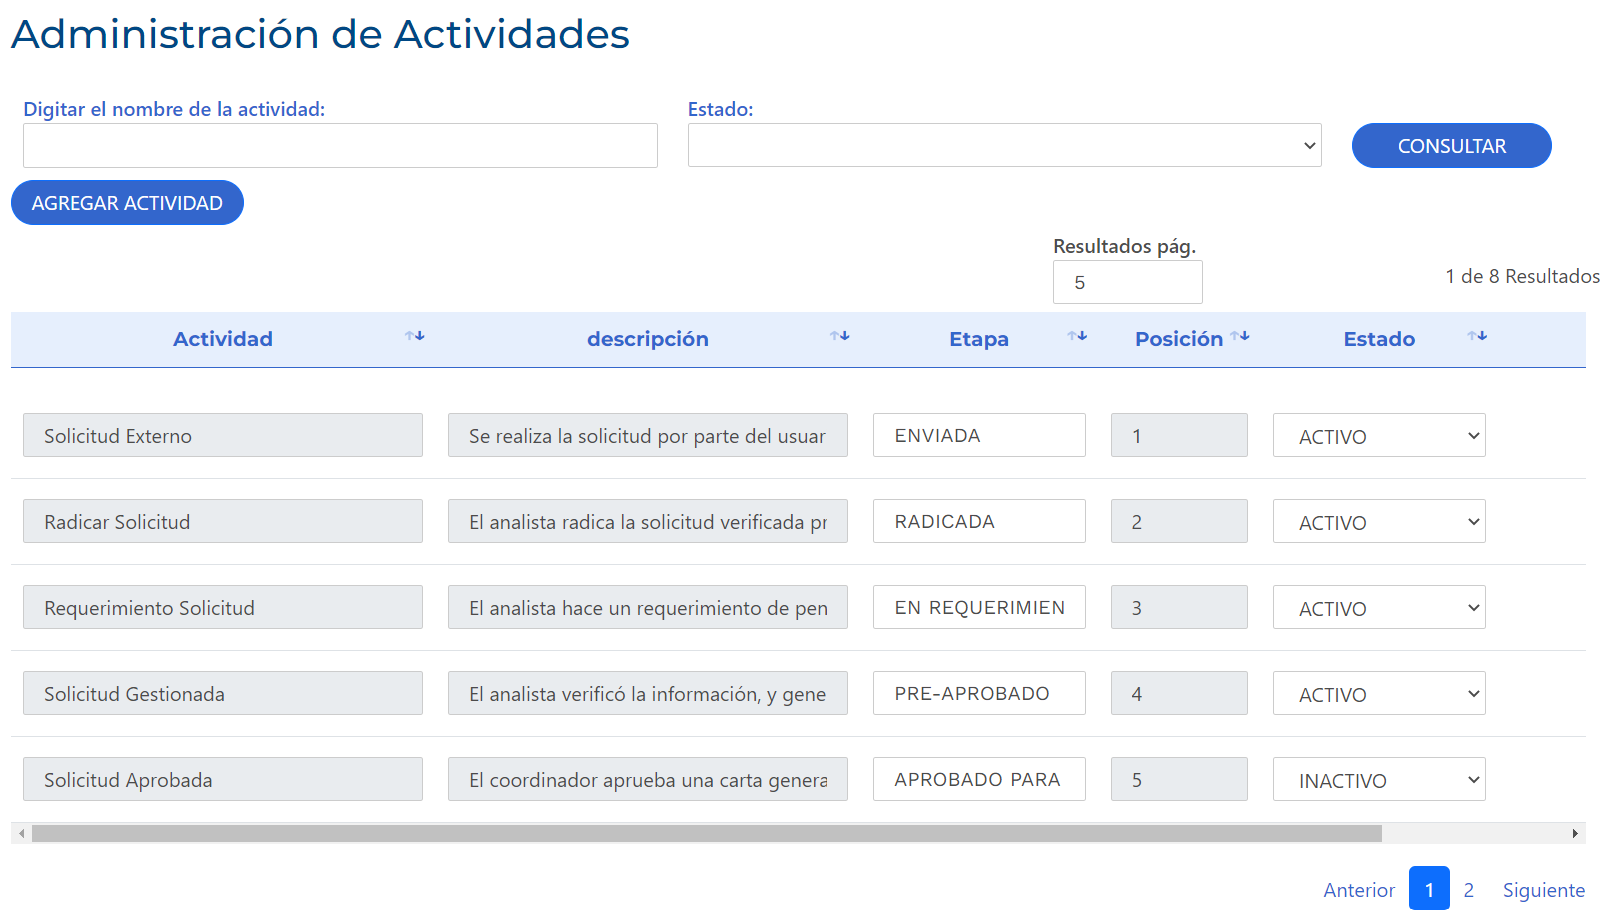 Administración de Actividades
Digitar el nombre de la actividad:
Estado:
CONSULTAR
AGREGAR ACTIVIDAD
Resultados pág.
5
1 de 8 Resultados
Actividad descripción Etapa Posición Estado
Solicitud Externo Se realiza la solicitud por parte del usuar ENVIADA 1 ACTIVO
Radicar Solicitud El analista radica la solicitud verificada pr RADICADA 2 ACTIVO
Requerimiento Solicitud El analista hace un requerimiento de pen EN REQUERIMIEN 3 ACTIVO
Solicitud Gestionada El analista verificó la información, y gene PRE-APROBADO 4 ACTIVO
Solicitud Aprobada El coordinador aprueba una carta genera APROBADO PARA 5 INACTIVO
Anterior 1 2 Siguiente